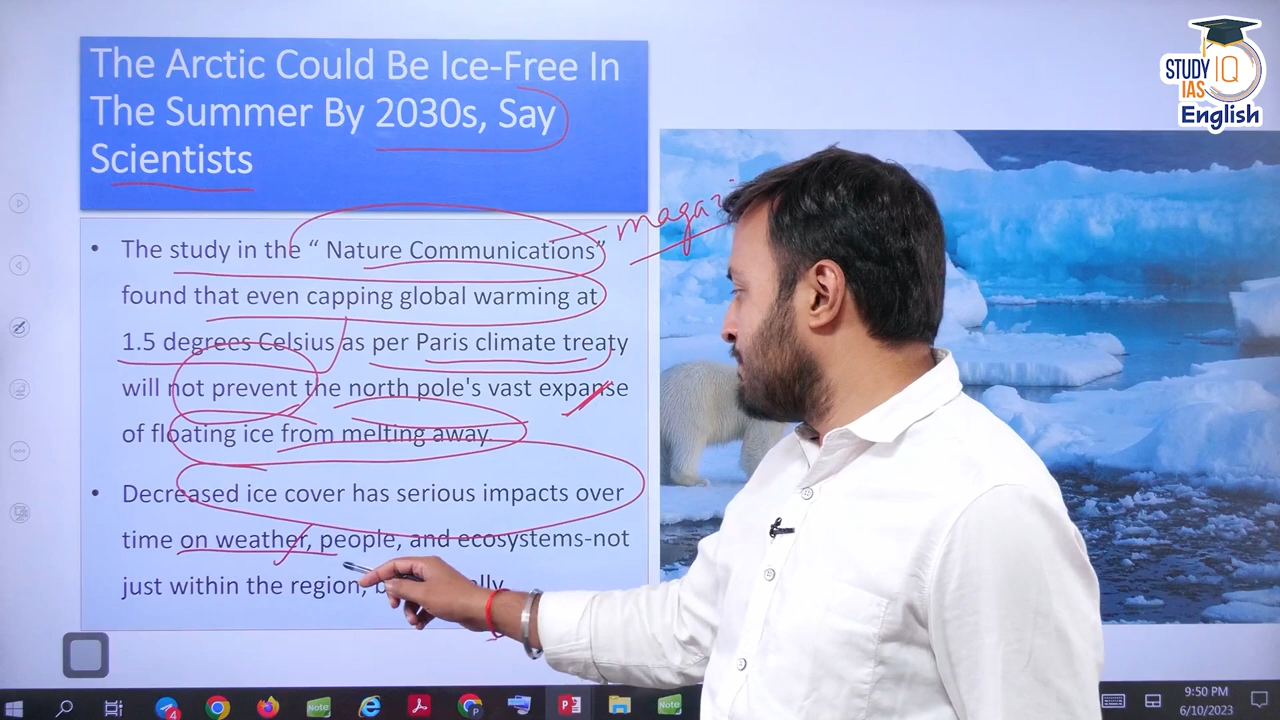 The Arctic Could Be Ice-Free In
The Summer By 2030s, Say
Scientists
STUDY IQ
IAS
English
• The study in the “ Nature Communications”
found that even capping global warming at
1.5 degrees Celsius as per Paris climate treaty
will not prevent the north pole's vast expanse
of floating ice from melting away.
• Decreased ice cover has serious impacts over
time on weather, people, and ecosystems-not
just within the region,
9:50 PM
6/10/2023
Note
Note
4